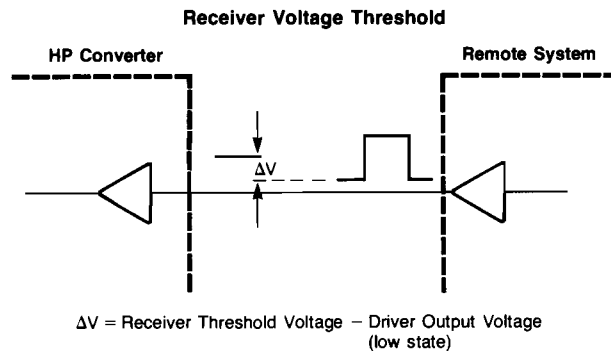 Receiver Voltage Threshold
HP Converter
Remote System
ΔV
ΔV = Receiver Threshold Voltage − Driver Output Voltage
(low state)